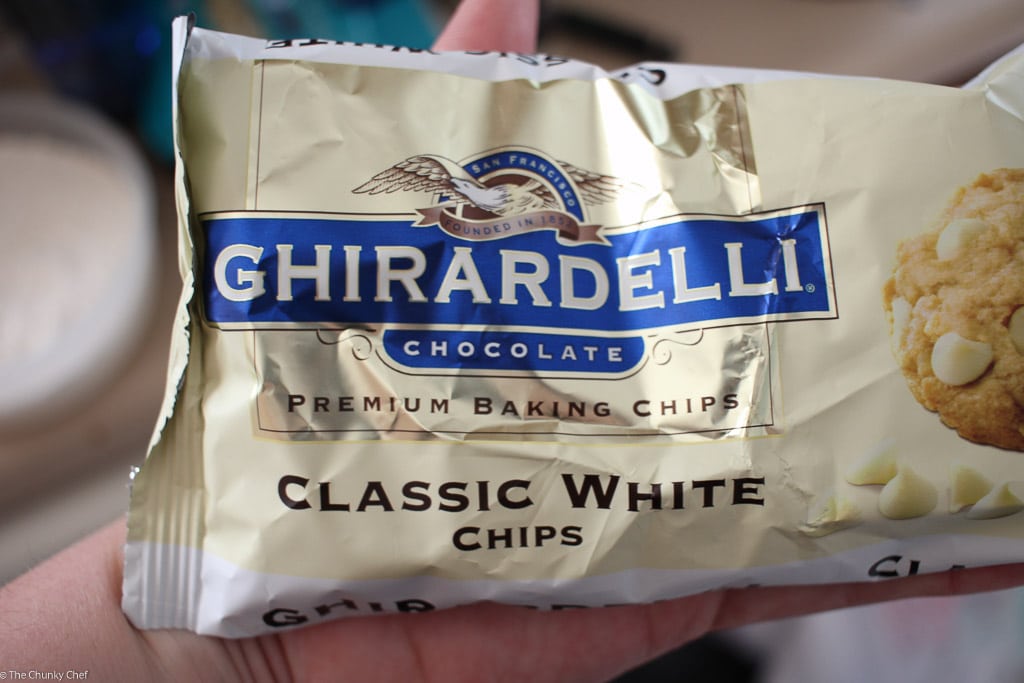 SAN FRANCISCO
FOUNDED IN 1852
GHIRARDELLI®
CHOCOLATE
PREMIUM BAKING CHIPS
CLASSIC WHITE
CHIPS
© The Chunky Chef